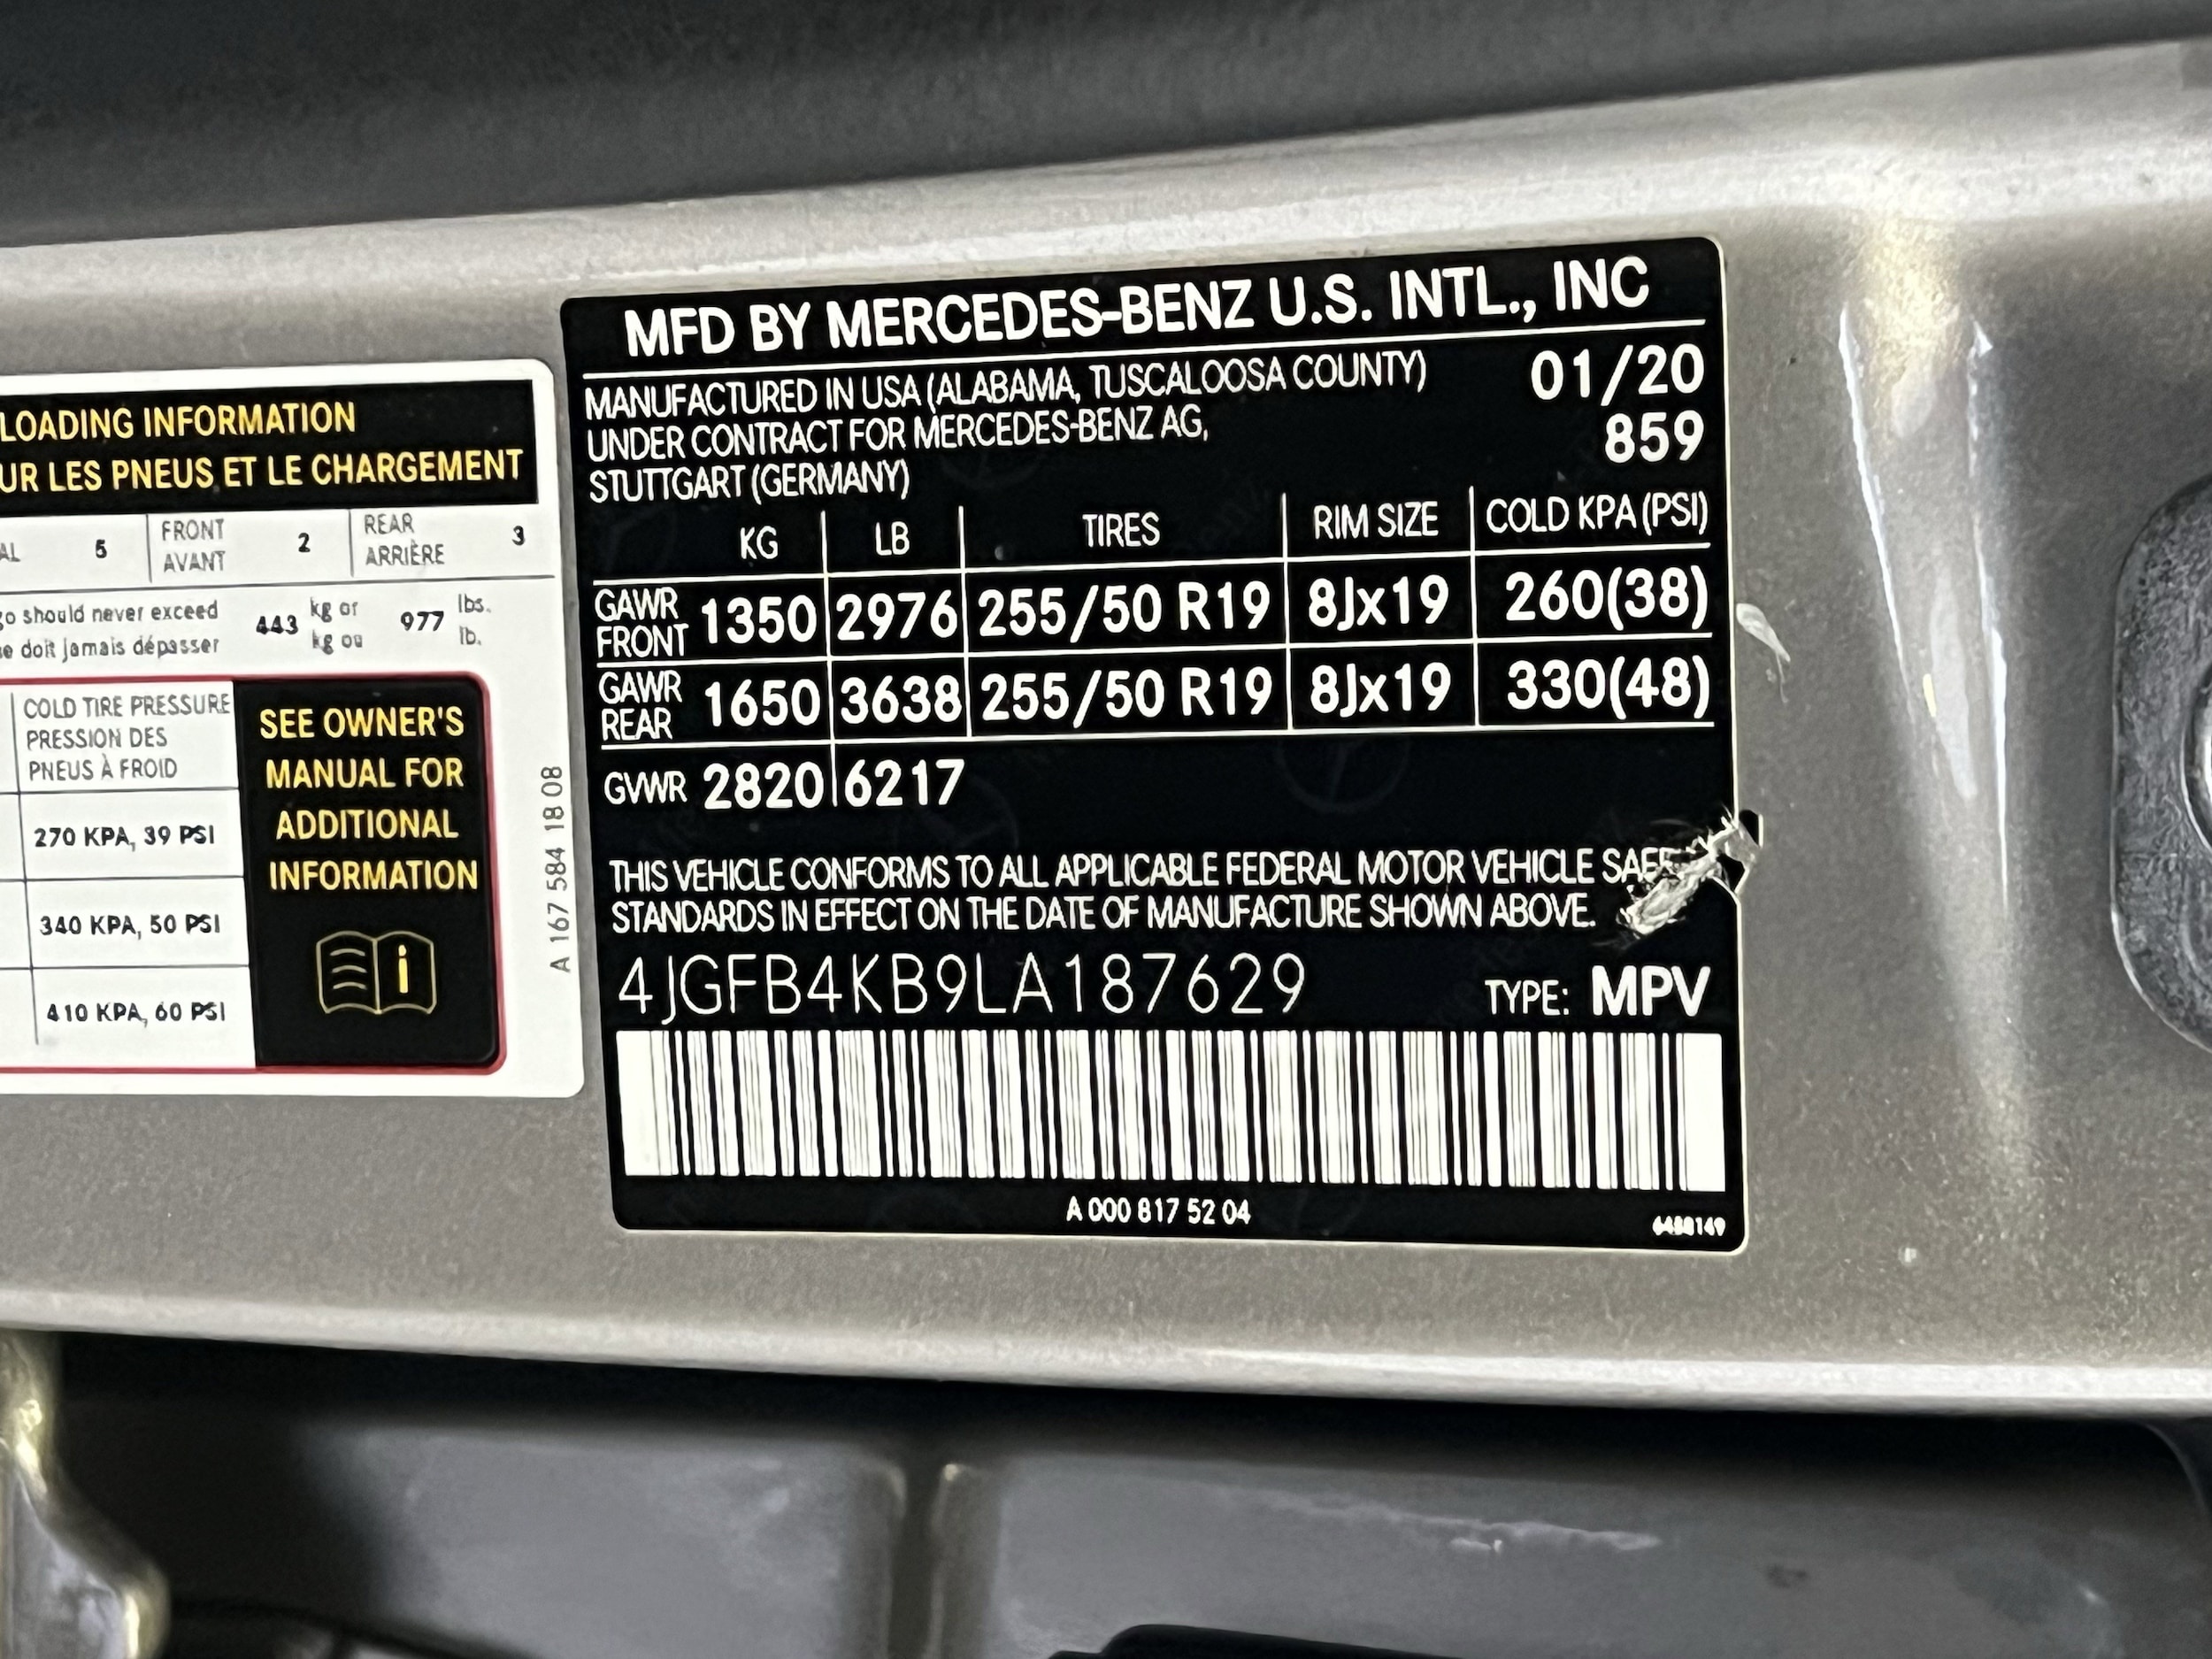 LOADING INFORMATION
UR LES PNEUS ET LE CHARGEMENT
AL 5 FRONT 2 REAR 3
AVANT ARRIÈRE
go should never exceed 443 kg or 977 lbs.
ne doit jamais dépasser kg ou lb.
COLD TIRE PRESSURE
PRESSION DES
PNEUS À FROID
270 KPA, 39 PSI
340 KPA, 50 PSI
410 KPA, 60 PSI
SEE OWNER'S
MANUAL FOR
ADDITIONAL
INFORMATION
i
A 167 584 18 08
MFD BY MERCEDES-BENZ U.S. INTL., INC
MANUFACTURED IN USA (ALABAMA, TUSCALOOSA COUNTY) 01/20
UNDER CONTRACT FOR MERCEDES-BENZ AG, 859
STUTTGART (GERMANY)
KG LB TIRES RIM SIZE COLD KPA (PSI)
GAWR FRONT 1350 2976 255/50 R19 8Jx19 260(38)
GAWR REAR 1650 3638 255/50 R19 8Jx19 330(48)
GVWR 2820 6217
THIS VEHICLE CONFORMS TO ALL APPLICABLE FEDERAL MOTOR VEHICLE SAFE
STANDARDS IN EFFECT ON THE DATE OF MANUFACTURE SHOWN ABOVE.
4JGFB4KB9LA187629 TYPE: MPV
A 000 817 52 04